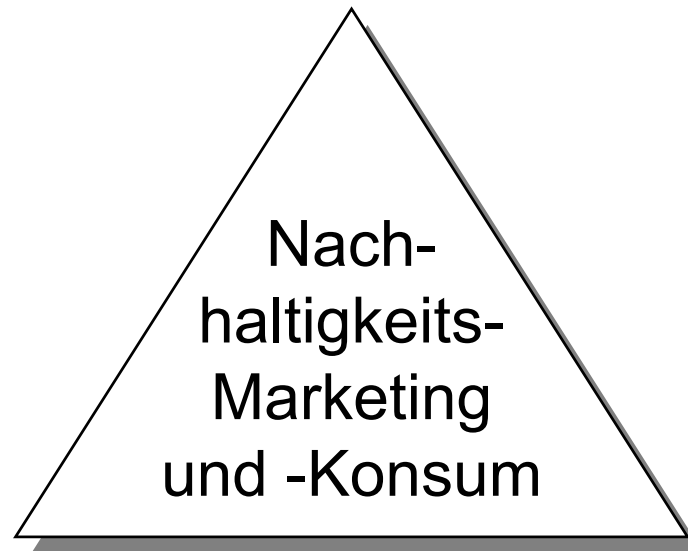 Nach-
haltigkeits-
Marketing
und -Konsum